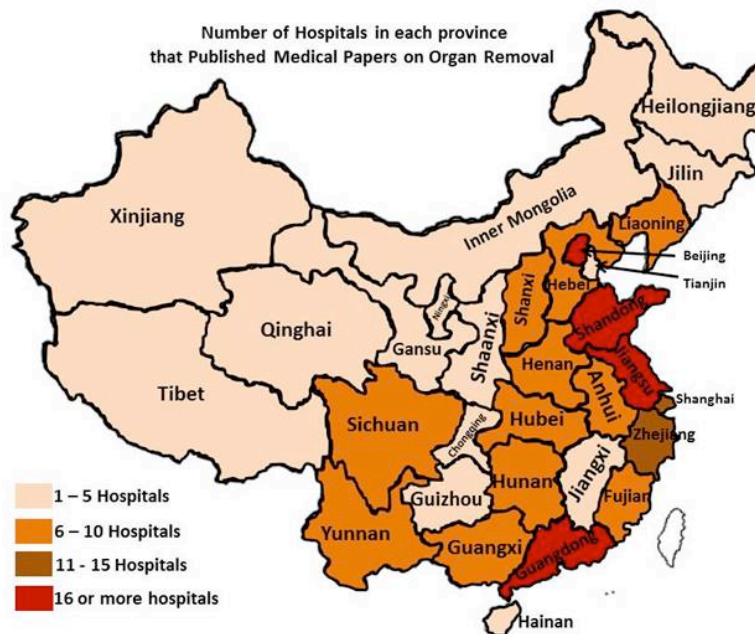 Number of Hospitals in each province
that Published Medical Papers on Organ Removal
Heilongjiang
Jilin
Xinjiang
Inner Mongolia
Liaoning
Beijing
Tianjin
Hebei
Shanxi
Ningxi
Shandong
Qinghai
Gansu
Shaanxi
Henan
Jiangsu
Tibet
Anhui
Shanghai
Sichuan
Hubei
Chongqing
Zhejiang
Hunan
Jiangxi
Guizhou
Fujian
Yunnan
Guangxi
Guangdong
Hainan
1 – 5 Hospitals
6 – 10 Hospitals
11 - 15 Hospitals
16 or more hospitals